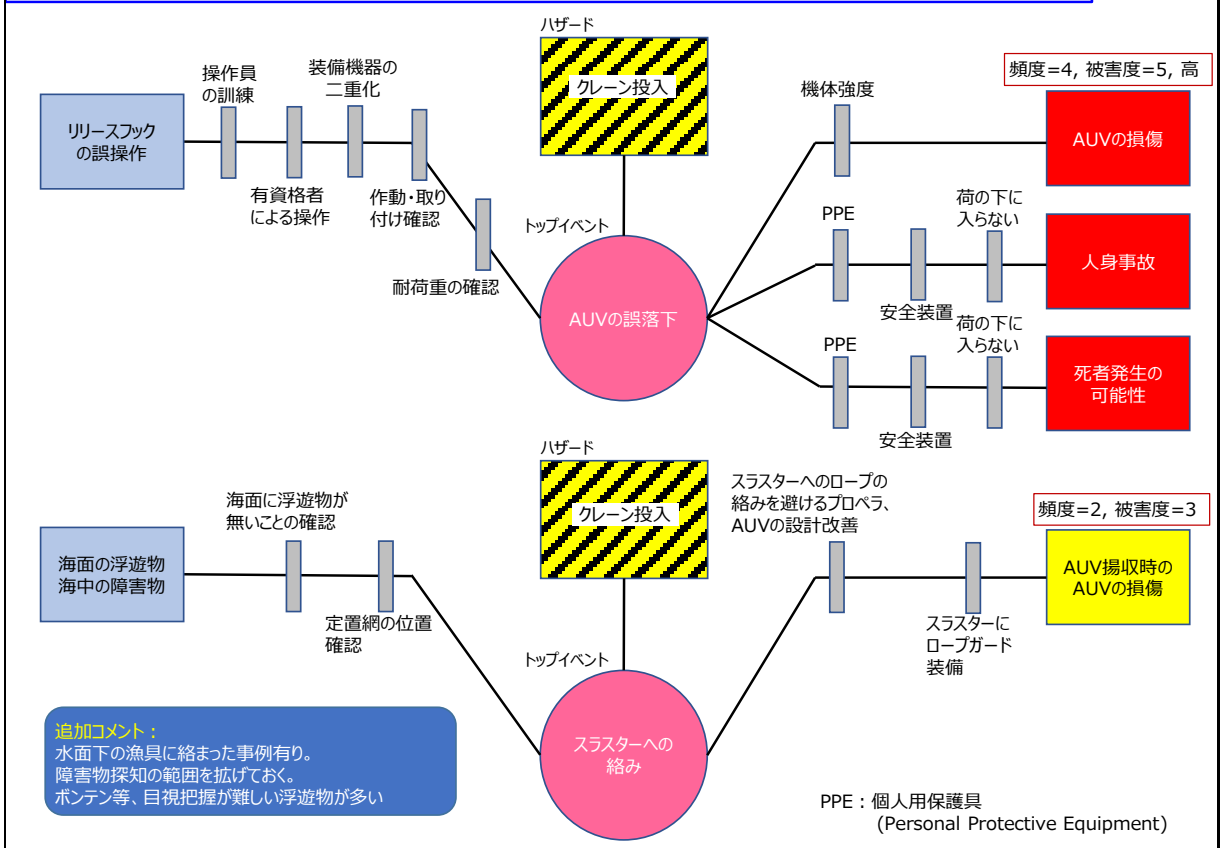 ハザード
クレーン投入
頻度=4, 被害度=5, 高
操作員
の訓練
装備機器の
二重化
機体強度
リリースフック
の誤操作
AUVの損傷
有資格者
による操作
作動・取り
付け確認
耐荷重の確認
トップイベント
AUVの誤落下
PPE
荷の下に
入らない
安全装置
人身事故
PPE
荷の下に
入らない
安全装置
死者発生の
可能性
ハザード
クレーン投入
海面に浮遊物が
無いことの確認
スラスターへのロープの
絡みを避けるプロペラ、
AUVの設計改善
頻度=2, 被害度=3
海面の浮遊物
海中の障害物
AUV揚収時の
AUVの損傷
定置網の位置
確認
スラスターに
ロープガード
装備
トップイベント
スラスターへの
絡み
追加コメント：
水面下の漁具に絡まった事例有り。
障害物探知の範囲を拡げておく。
ボンテン等、目視把握が難しい浮遊物が多い
PPE：個人用保護具
(Personal Protective Equipment)